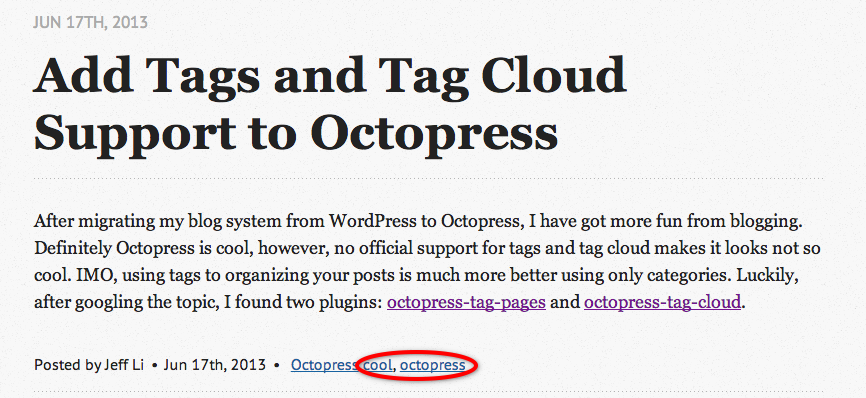 JUN 17TH, 2013
Add Tags and Tag Cloud
Support to Octopress
After migrating my blog system from WordPress to Octopress, I have got more fun from blogging.
Definitely Octopress is cool, however, no official support for tags and tag cloud makes it looks not so
cool. IMO, using tags to organizing your posts is much more better using only categories. Luckily,
after googling the topic, I found two plugins: octopress-tag-pages and octopress-tag-cloud.
Posted by Jeff Li • Jun 17th, 2013 • Octopress cool, octopress